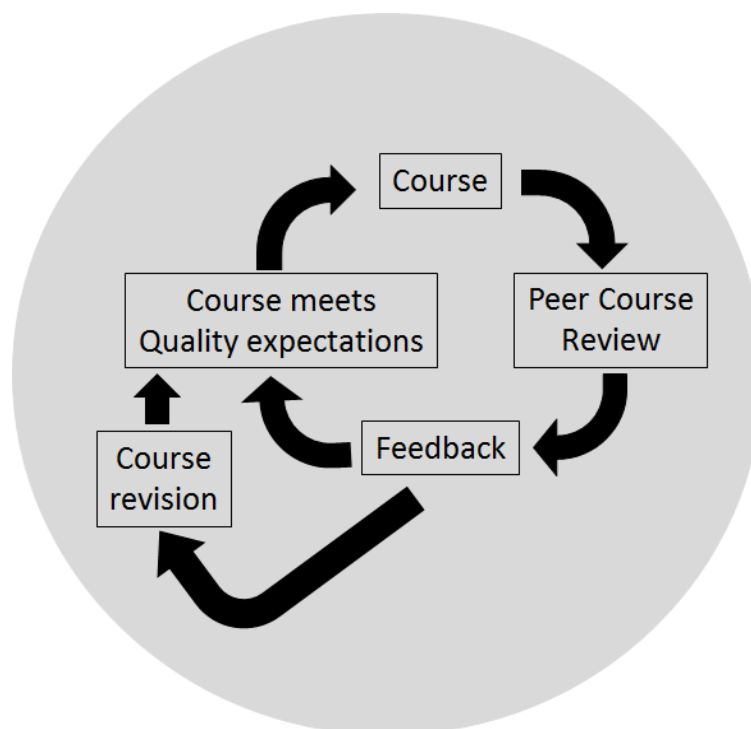 Course
Peer Course
Review
Feedback
Course meets
Quality expectations
Course
revision